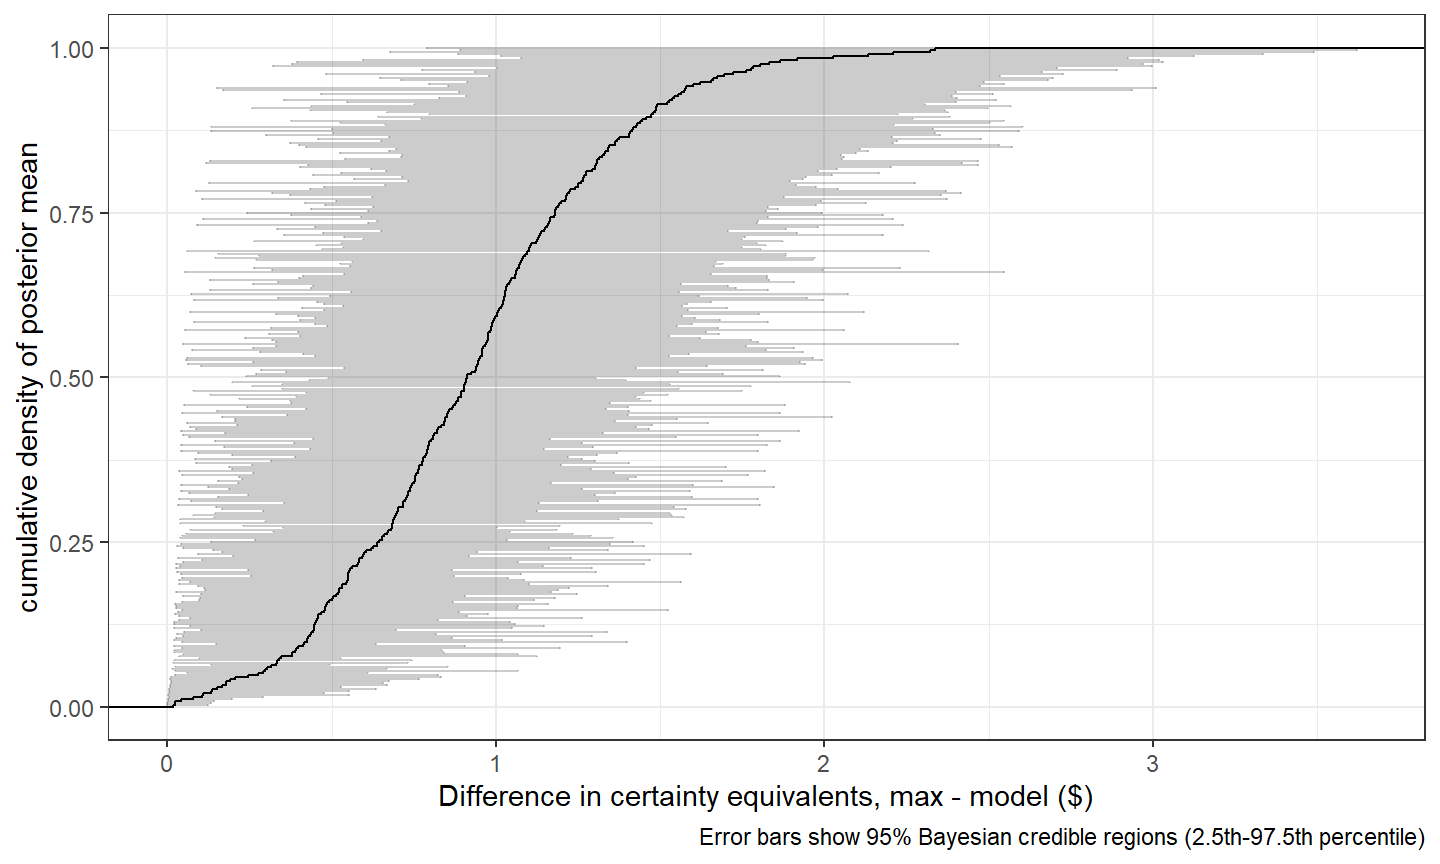 cumulative density of posterior mean
1.00
0.75
0.50
0.25
0.00
0 1 2 3
Difference in certainty equivalents, max - model ($)
Error bars show 95% Bayesian credible regions (2.5th-97.5th percentile)